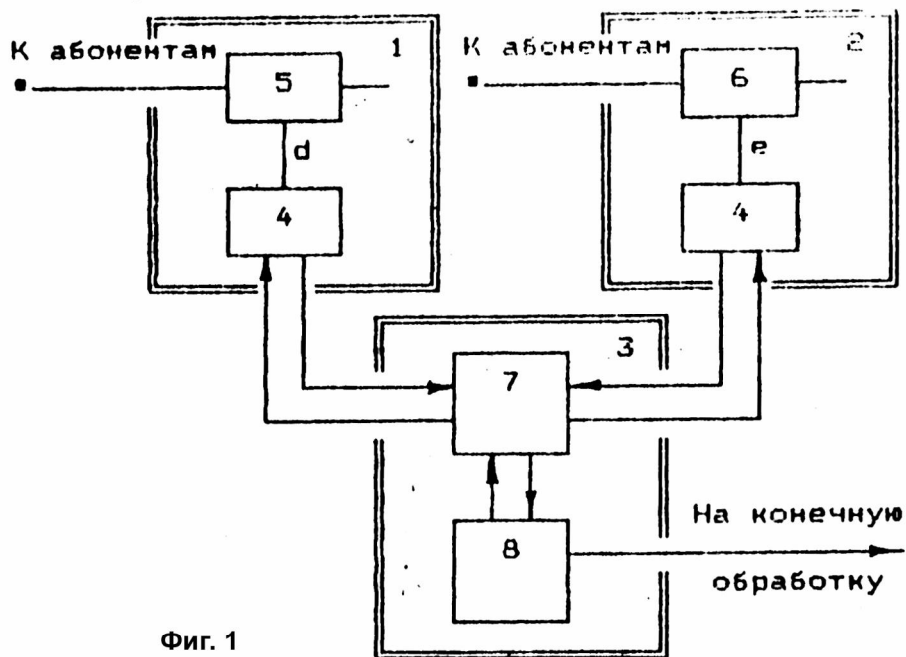 К абонентам
1
5
d
4
К абонентам
2
6
e
4
3
7
8
На конечную
обработку
Фиг. 1